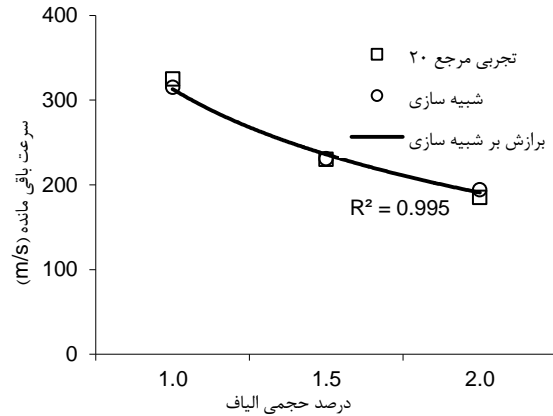 400
300
200
100
0
سرعت باقی مانده (m/s)
تجربی مرجع ۲۰
شبیه سازی
برازش بر شبیه سازی
R² = 0.995
1.0
1.5
2.0
درصد حجمی الیاف